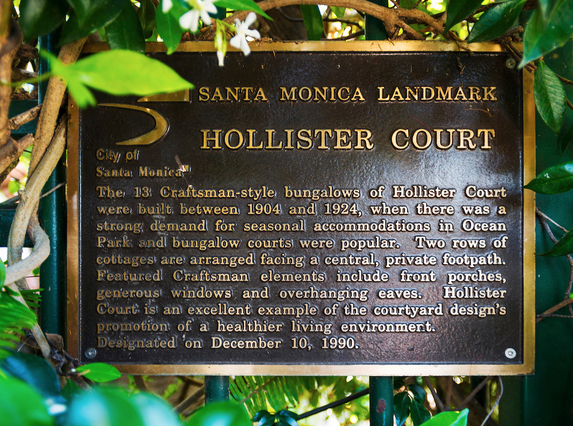 SANTA MONICA LANDMARK
HOLLISTER COURT
City of
Santa Monica
The 13 Craftsman-style bungalows of Hollister Court
were built between 1904 and 1924, when there was a
strong demand for seasonal accommodations in Ocean
Park and bungalow courts were popular. Two rows of
cottages are arranged facing a central, private footpath.
Featured Craftsman elements include front porches,
generous windows and overhanging eaves. Hollister
Court is an excellent example of the courtyard design's
promotion of a healthier living environment.
Designated on December 10, 1990.